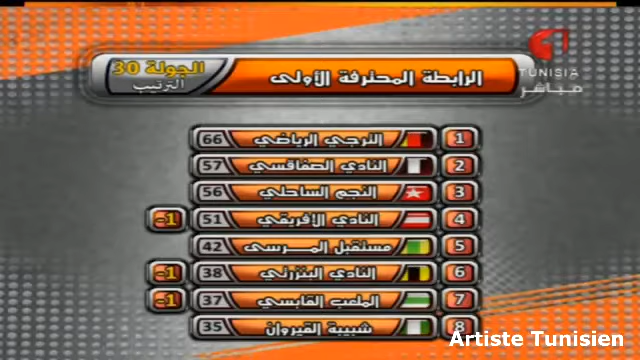 TUNISIA 1
مباشر
الرابطة المحترفة الأولى
الجولة 30
الترتيب
1 الترجي الرياضي 66
2 النادي الصفاقسي 57
3 النجم الساحلي 56
4 النادي الإفريقي 51 -1
5 مستقبل المـــرسى 42
6 النادي البنزرتي 38 -1
7 الملعب القابسي 37 -1
8 شبيبة القيروان 35
Artiste Tunisien